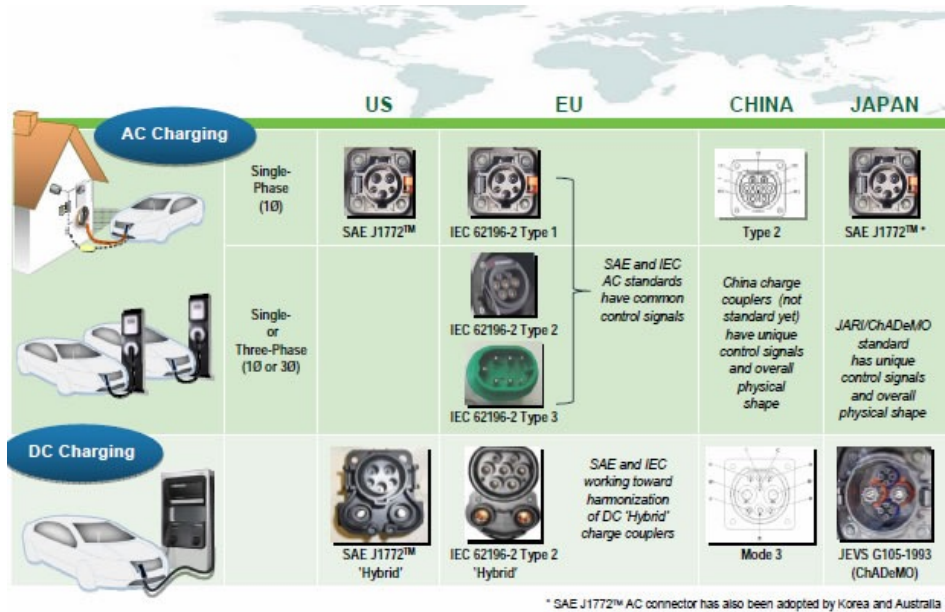 US EU CHINA JAPAN
AC Charging
Single-
Phase
(1Ø)
SAE J1772™
IEC 62196-2 Type 1
Type 2
SAE J1772™ *
Single-
or
Three-Phase
(1Ø or 3Ø)
IEC 62196-2 Type 2
IEC 62196-2 Type 3
SAE and IEC
AC standards
have common
control signals
China charge
couplers (not
standard yet)
have unique
control signals
and overall
physical
shape
JARI/ChADeMO
standard
has unique
control signals
and overall
physical shape
DC Charging
SAE J1772™
'Hybrid'
IEC 62196-2 Type 2
'Hybrid'
SAE and IEC
working toward
harmonization
of DC 'Hybrid'
charge couplers
Mode 3
JEVS G105-1993
(ChADeMO)
* SAE J1772™ AC connector has also been adopted by Korea and Australia